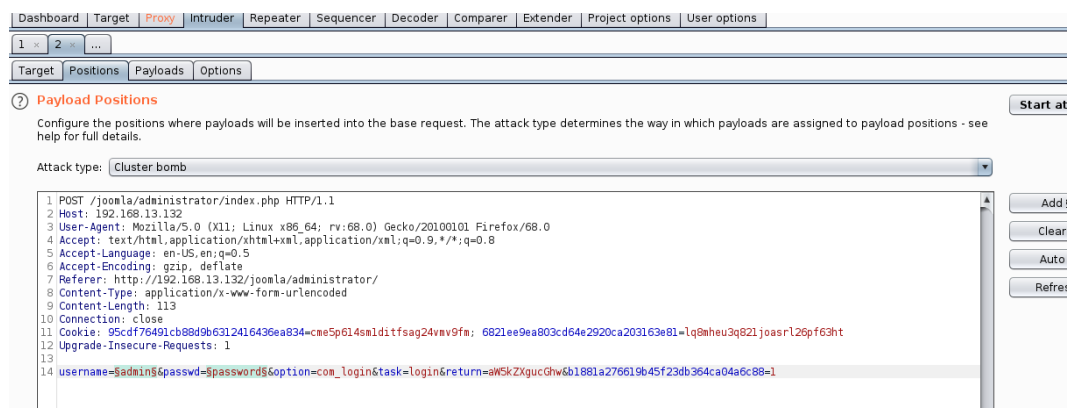 Dashboard Target Proxy Intruder Repeater Sequencer Decoder Comparer Extender Project options User options
1 × 2 × ...
Target Positions Payloads Options
? Payload Positions
Start at
Configure the positions where payloads will be inserted into the base request. The attack type determines the way in which payloads are assigned to payload positions - see
help for full details.
Attack type: Cluster bomb
1 POST /joomla/administrator/index.php HTTP/1.1
2 Host: 192.168.13.132
3 User-Agent: Mozilla/5.0 (X11; Linux x86_64; rv:68.0) Gecko/20100101 Firefox/68.0
4 Accept: text/html,application/xhtml+xml,application/xml;q=0.9,*/*;q=0.8
5 Accept-Language: en-US,en;q=0.5
6 Accept-Encoding: gzip, deflate
7 Referer: http://192.168.13.132/joomla/administrator/
8 Content-Type: application/x-www-form-urlencoded
9 Content-Length: 113
10 Connection: close
11 Cookie: 95cdf76491cb88d9b6312416436ea834=cme5p614sm1ditfsag24vmv9fm; 6821ee9ea803cd64e2920ca203163e81=lq8mheu3q821joasrl26pf63ht
12 Upgrade-Insecure-Requests: 1
13
14 username=§admin§&passwd=§password§&option=com_login&task=login&return=aW5kZXgucGhw&b1881a276619b45f23db364ca04a6c88=1
Add §
Clear
Auto
Refres